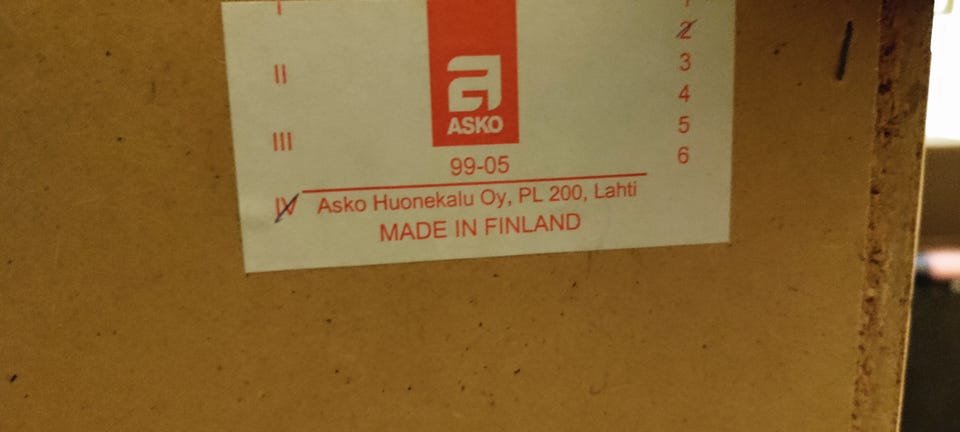 I
2
II
3
4
ASKO
III
5
99-05
6
IV
Asko Huonekalu Oy, PL 200, Lahti
MADE IN FINLAND